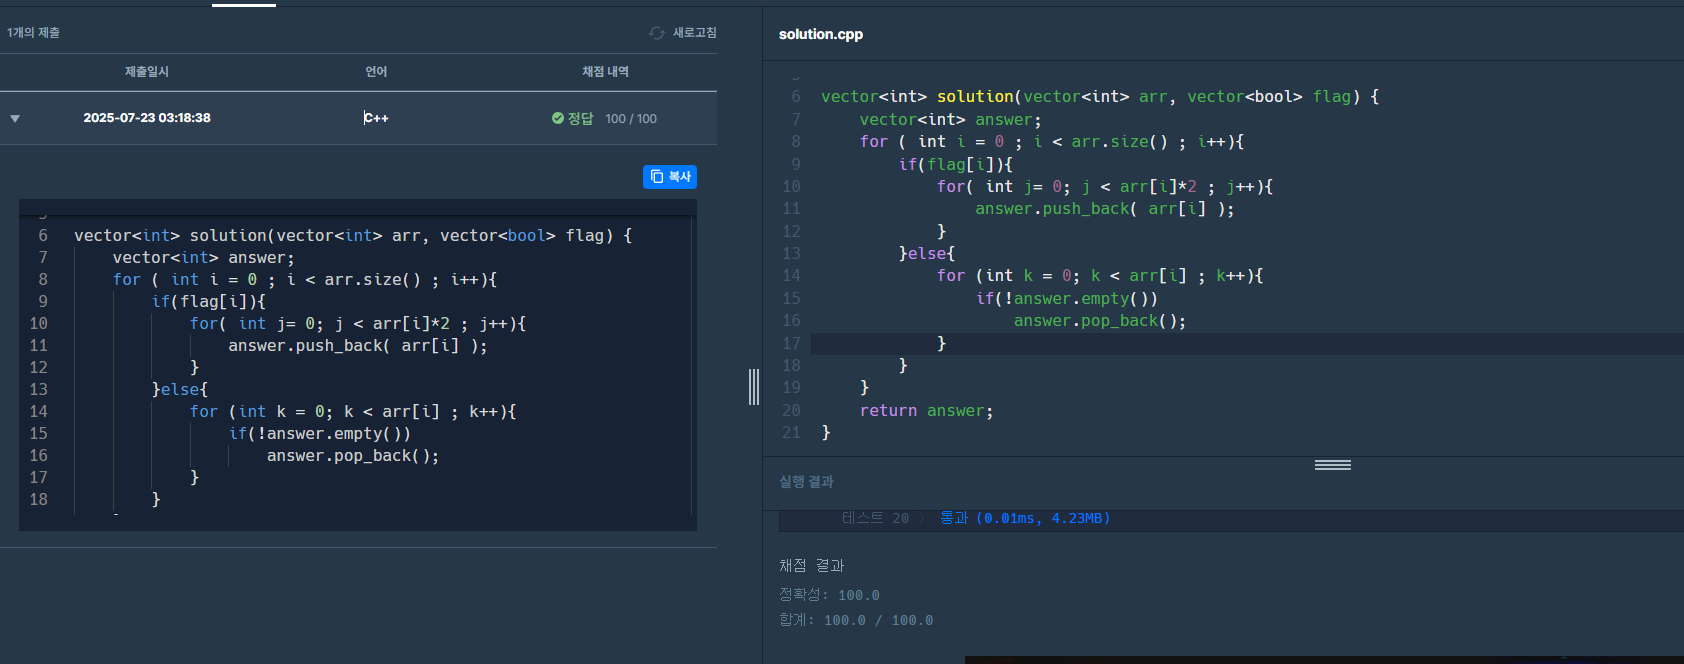 1개의 제출
새로고침
제출일시 언어 채점 내역
2025-07-23 03:18:38 C++ 정답 100 / 100
복사
6 vector<int> solution(vector<int> arr, vector<bool> flag) {
7     vector<int> answer;
8     for ( int i = 0 ; i < arr.size() ; i++){
9         if(flag[i]){
10             for( int j= 0; j < arr[i]*2 ; j++){
11                 answer.push_back( arr[i] );
12             }
13         }else{
14             for (int k = 0; k < arr[i] ; k++){
15                 if(!answer.empty())
16                     answer.pop_back();
17             }
18         }
solution.cpp
6 vector<int> solution(vector<int> arr, vector<bool> flag) {
7     vector<int> answer;
8     for ( int i = 0 ; i < arr.size() ; i++){
9         if(flag[i]){
10             for( int j= 0; j < arr[i]*2 ; j++){
11                 answer.push_back( arr[i] );
12             }
13         }else{
14             for (int k = 0; k < arr[i] ; k++){
15                 if(!answer.empty())
16                     answer.pop_back();
17             }
18         }
19     }
20     return answer;
21 }
실행 결과
테스트 20 〉 통과 (0.01ms, 4.23MB)
채점 결과
정확성: 100.0
합계: 100.0 / 100.0